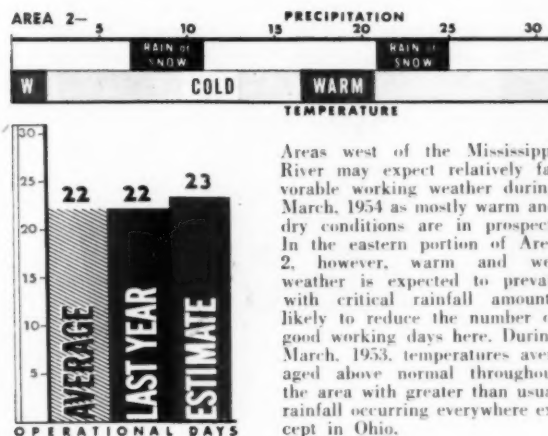 AREA 2—
PRECIPITATION
5 10 15 20 25 30
RAIN or SNOW RAIN or SNOW
W COLD WARM
TEMPERATURE
30
25
20
15
10
5
22 22 23
AVERAGE
LAST YEAR
ESTIMATE
OPERATIONAL DAYS
Areas west of the Mississipp
River may expect relatively fa
vorable working weather durin
March, 1954 as mostly warm an
dry conditions are in prospec
In the eastern portion of Are
2, however, warm and we
weather is expected to preva
with critical rainfall amount
likely to reduce the number o
good working days here. Durin
March, 1953, temperatures ave
aged above normal throughou
the area with greater than usua
rainfall occurring everywhere ex
cept in Ohio.